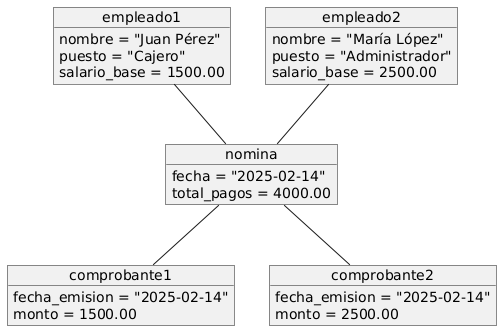 empleado1
nombre = "Juan Pérez"
puesto = "Cajero"
salario_base = 1500.00
empleado2
nombre = "María López"
puesto = "Administrador"
salario_base = 2500.00
nomina
fecha = "2025-02-14"
total_pagos = 4000.00
comprobante1
fecha_emision = "2025-02-14"
monto = 1500.00
comprobante2
fecha_emision = "2025-02-14"
monto = 2500.00